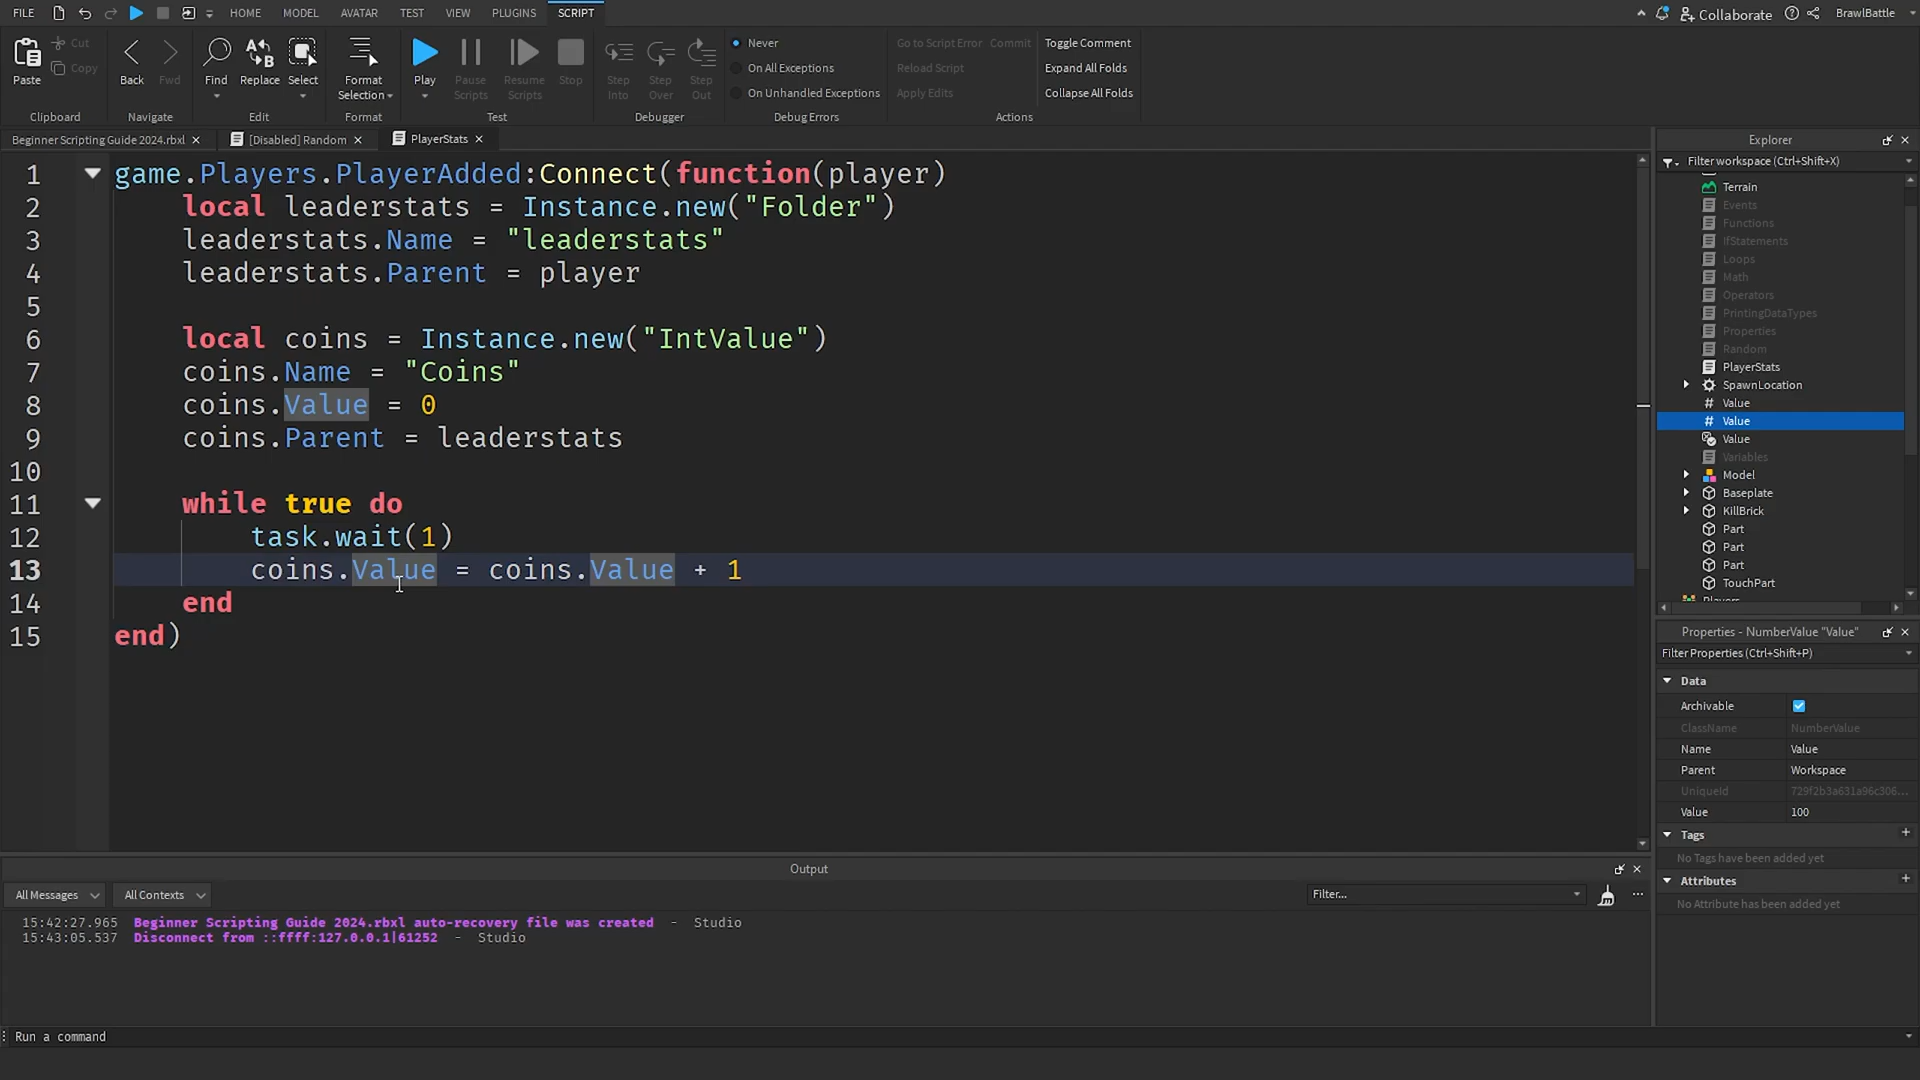 FILE HOME MODEL AVATAR TEST VIEW PLUGINS SCRIPT Collaborate BrawlBattle
Paste Cut Copy Back Fwd Find Replace Select Format Selection Play Pause Scripts Resume Scripts Stop Step Into Step Over Step Out
Never
On All Exceptions
On Unhandled Exceptions
Go to Script Error Commit
Reload Script
Apply Edits
Toggle Comment
Expand All Folds
Collapse All Folds
Clipboard Navigate Edit Format Test Debugger Debug Errors Actions
Beginner Scripting Guide 2024.rbxl [Disabled] Random PlayerStats
1 game.Players.PlayerAdded:Connect(function(player)
2 local leaderstats = Instance.new("Folder")
3 leaderstats.Name = "leaderstats"
4 leaderstats.Parent = player
5
6 local coins = Instance.new("IntValue")
7 coins.Name = "Coins"
8 coins.Value = 0
9 coins.Parent = leaderstats
10
11 while true do
12 task.wait(1)
13 coins.Value = coins.Value + 1
14 end
15 end)
Explorer
Filter workspace (Ctrl+Shift+X)
Terrain
Events
Functions
IfStatements
Loops
Math
Operators
PrintingDataTypes
Properties
Random
PlayerStats
SpawnLocation
# Value
# Value
Value
Variables
Model
Baseplate
KillBrick
Part
Part
Part
TouchPart
Players
Properties - NumberValue "Value"
Filter Properties (Ctrl+Shift+P)
Data
Archivable
ClassName NumberValue
Name Value
Parent Workspace
UniqueId 729f2b3a631a96c306...
Value 100
Tags
No Tags have been added yet
Attributes
No Attribute has been added yet
Output
All Messages All Contexts Filter...
15:42:27.965 Beginner Scripting Guide 2024.rbxl auto-recovery file was created - Studio
15:43:05.537 Disconnect from ::ffff:127.0.0.1|61252 - Studio
Run a command